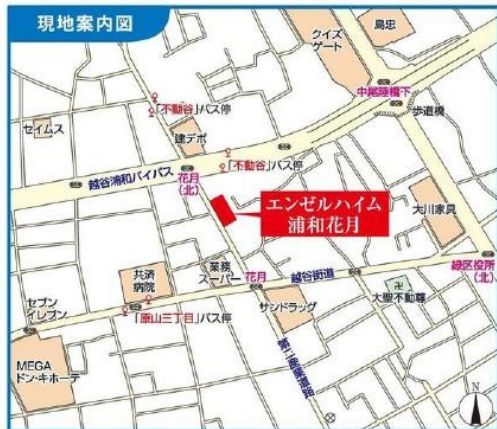 現地案内図
島忠
クイズ
ゲート
中尾陸橋下
歩道橋
「不動谷」バス停
セイムス
建デポ
「不動谷」バス停
越谷浦和バイパス
花月
(北)
エンゼルハイム
浦和花月
大川家具
緑区役所
(北)
業務
スーパー
花月
越谷街道
共済
病院
大聖不動尊
セブン
イレブン
「原山三丁目」バス停
サンドラッグ
第二産業道路
MEGA
ドン・キホーテ
N